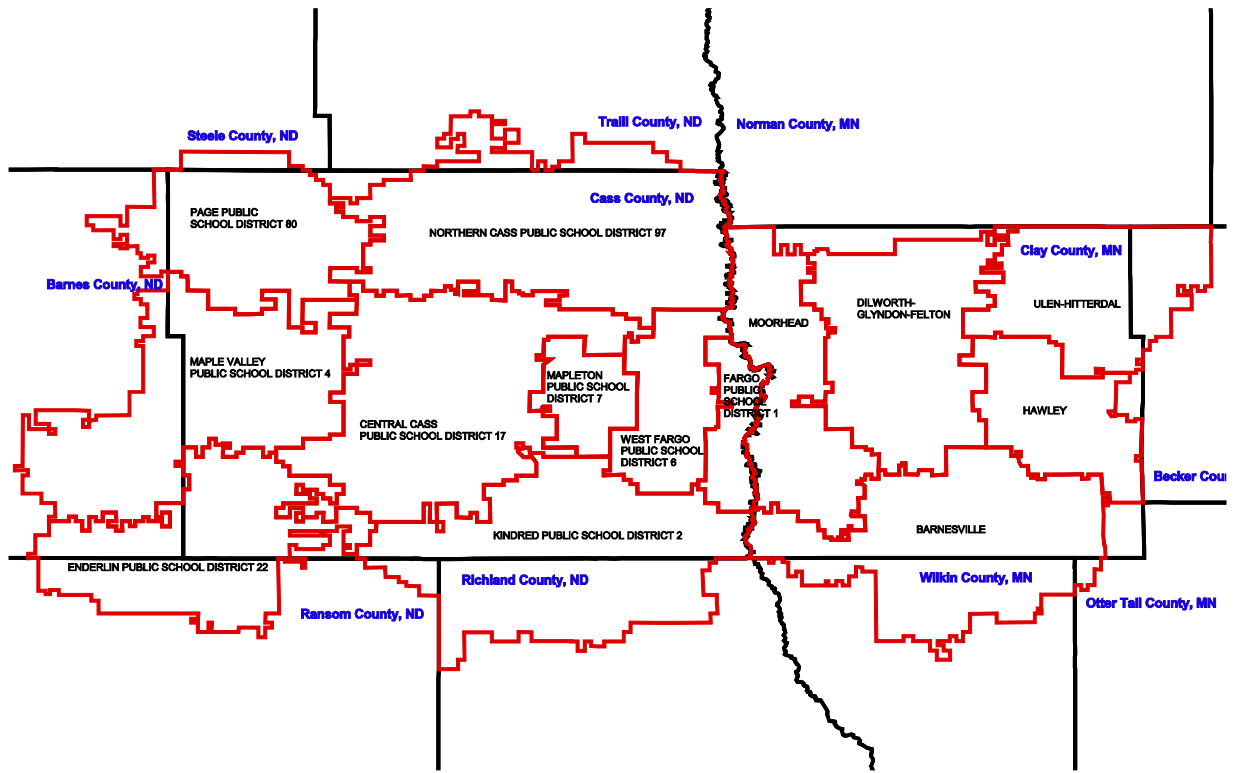 Steele County, ND
Traill County, ND
Norman County, MN
Cass County, ND
PAGE PUBLIC
SCHOOL DISTRICT 80
NORTHERN CASS PUBLIC SCHOOL DISTRICT 97
Clay County, MN
Barnes County, ND
DILWORTH-
GLYNDON-FELTON
ULEN-HITTERDAL
MOORHEAD
MAPLE VALLEY
PUBLIC SCHOOL DISTRICT 4
MAPLETON
PUBLIC SCHOOL
DISTRICT 7
FARGO
PUBLIC
SCHOOL
DISTRICT 1
HAWLEY
CENTRAL CASS
PUBLIC SCHOOL DISTRICT 17
WEST FARGO
PUBLIC SCHOOL
DISTRICT 6
Becker Cou
KINDRED PUBLIC SCHOOL DISTRICT 2
BARNESVILLE
ENDERLIN PUBLIC SCHOOL DISTRICT 22
Richland County, ND
Wilkin County, MN
Ransom County, ND
Otter Tail County, MN